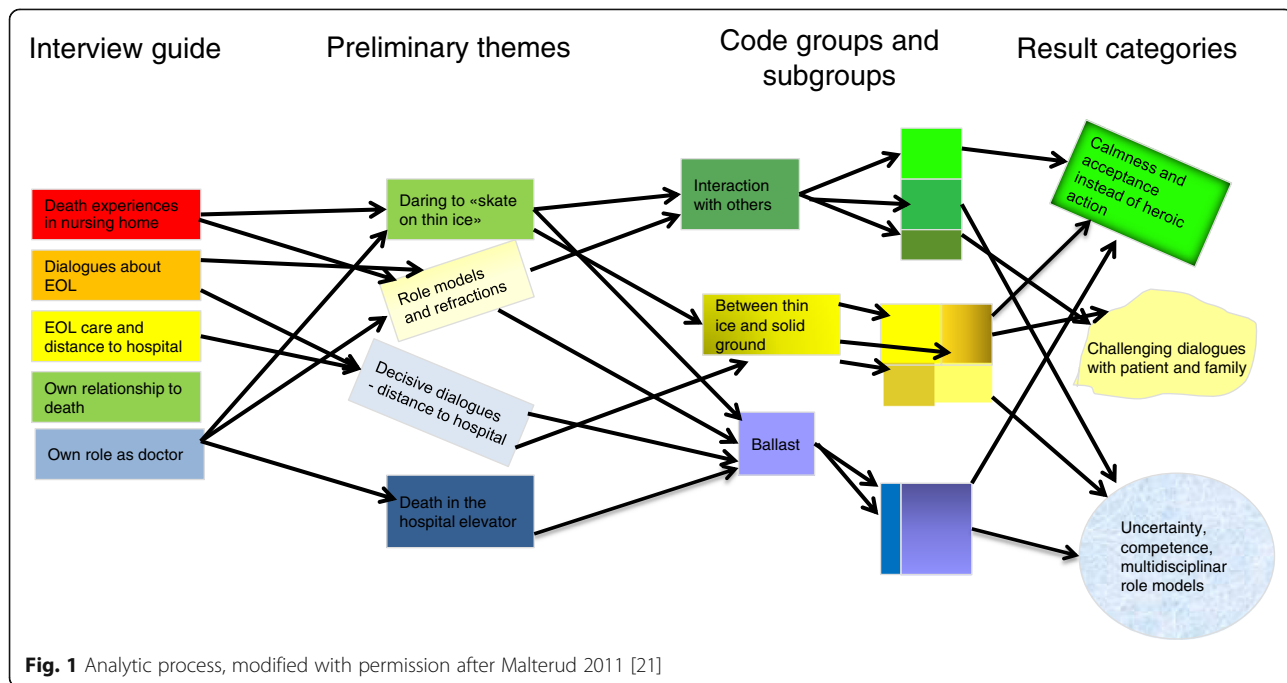 Interview guide
Preliminary themes
Code groups and
subgroups
Result categories
Death experiences
in nursing home
Dialogues about
EOL
EOL care and
distance to hospital
Own relationship to
death
Own role as doctor
Daring to «skate
on thin ice»
Role models
and refractions
Decisive dialogues
- distance to hospital
Death in the
hospital elevator
Interaction
with others
Between thin
ice and solid
ground
Ballast
Calmness and
acceptance
instead of heroic
action
Challenging dialogues
with patient and family
Uncertainty,
competence,
multidisciplinar
role models
Fig. 1 Analytic process, modified with permission after Malterud 2011 [21]